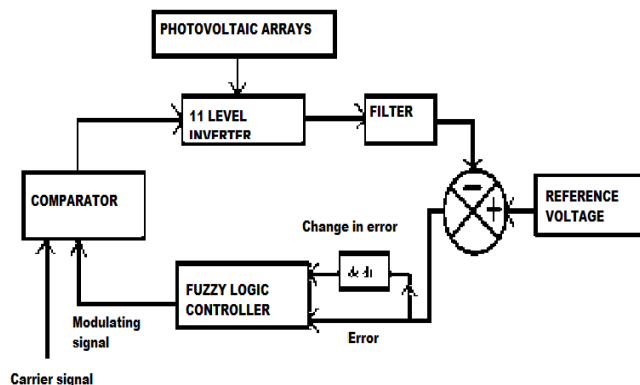 PHOTOVOLTAIC ARRAYS
11 LEVEL
INVERTER
FILTER
COMPARATOR
−
+
REFERENCE
VOLTAGE
Change in error
FUZZY LOGIC
CONTROLLER
Modulating
signal
Error
Carrier signal